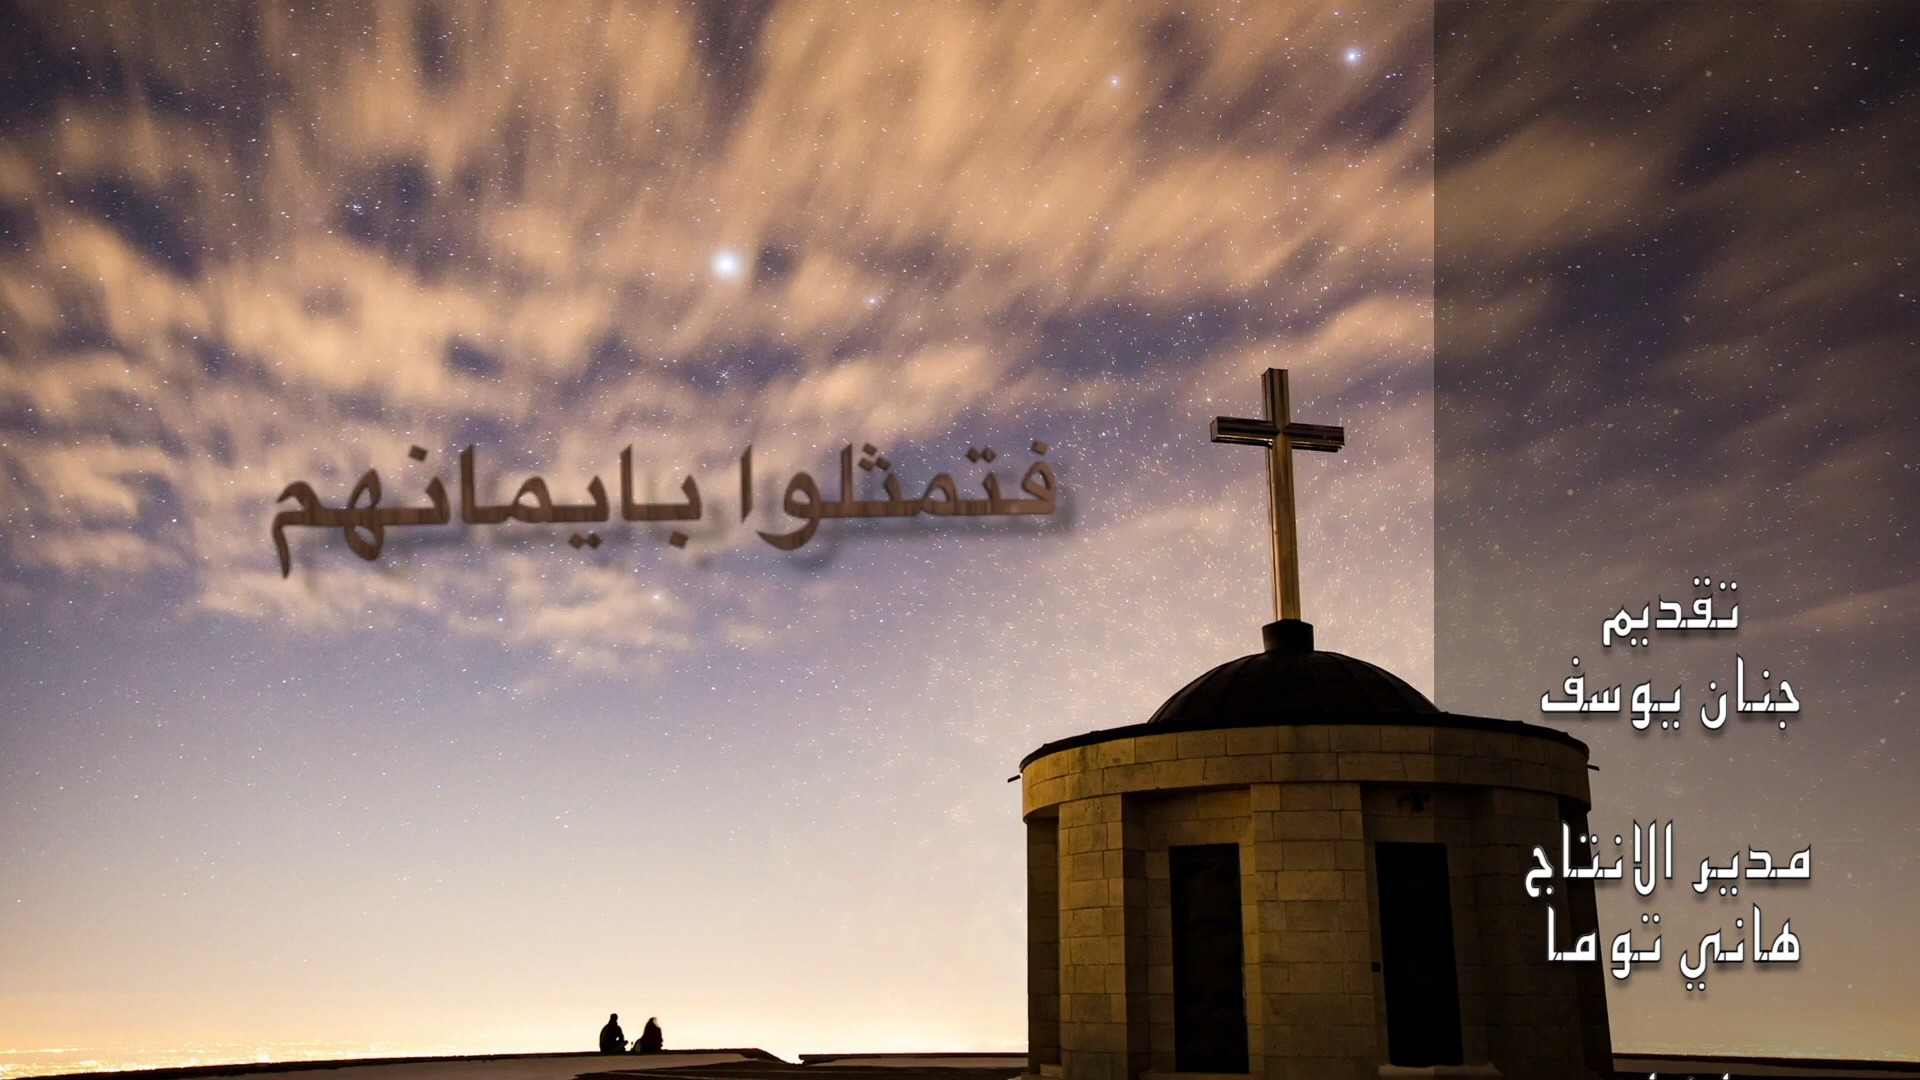 فتمثلوا بايمانهم
تقديم
جنان يوسف
مدير الانتاج
هاني توما